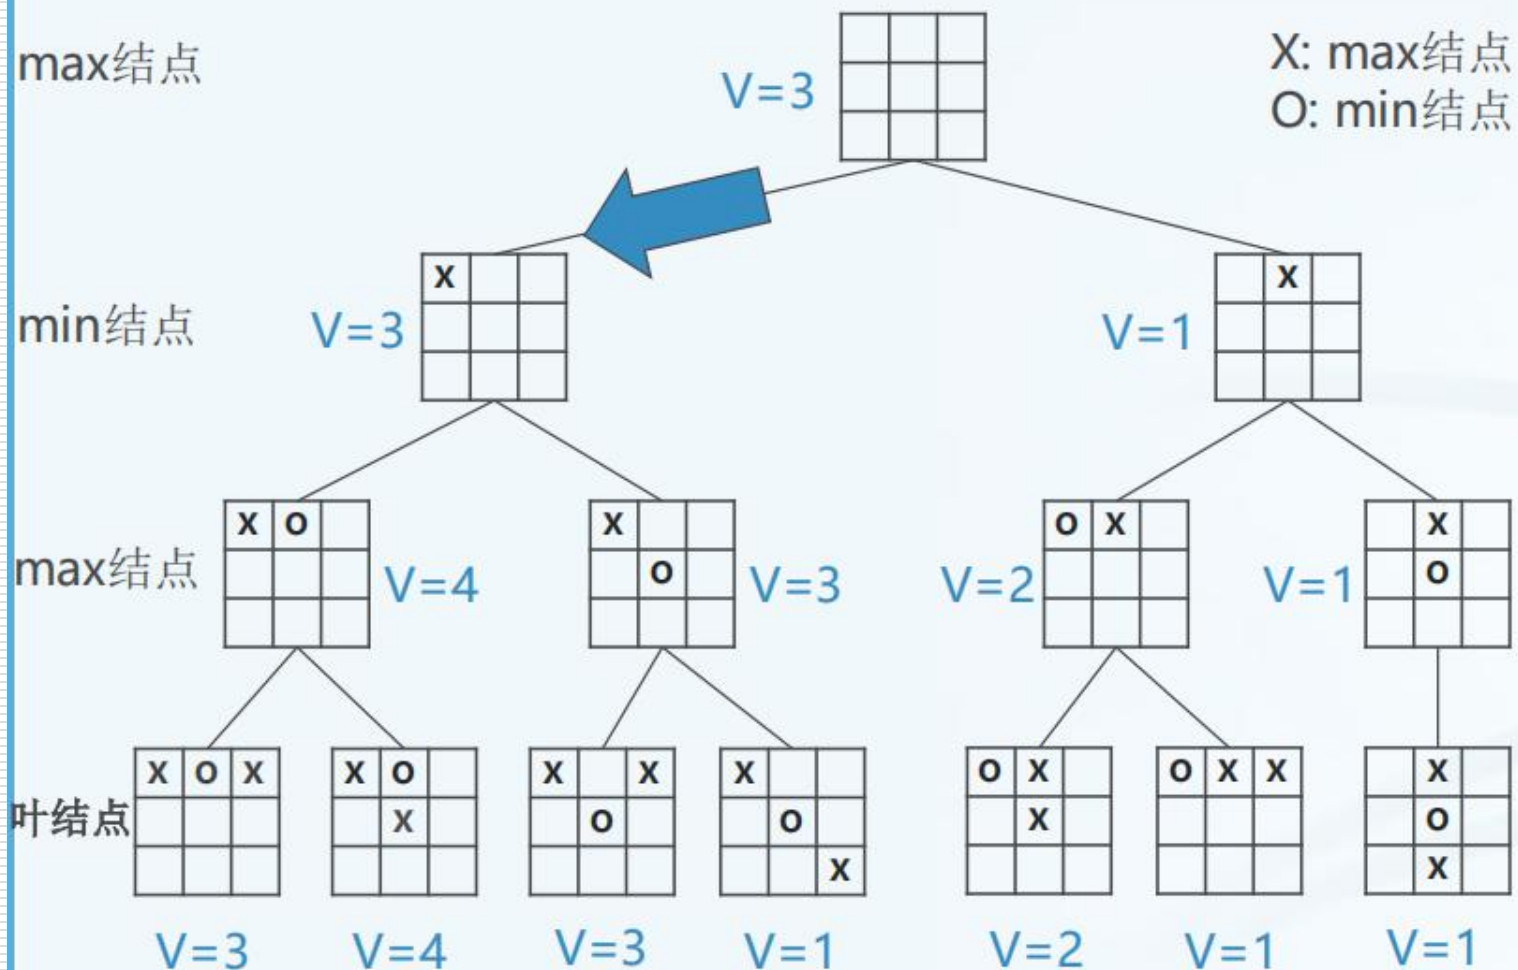 max结点
V=3
X: max结点
O: min结点
min结点
V=3
X
V=1
X
max结点
X O
V=4
X
O
V=3
V=2
O X
V=1
X
O
叶结点
X O X
X O
X
X X
O
X
O
X
O X
X
O X X
X
O
X
V=3
V=4
V=3
V=1
V=2
V=1
V=1